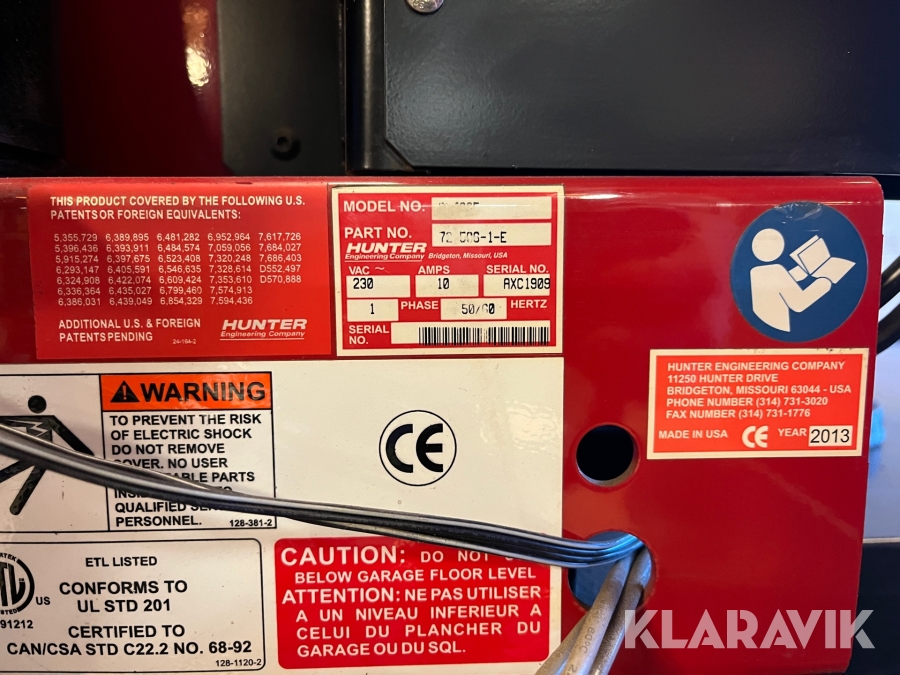 THIS PRODUCT COVERED BY THE FOLLOWING U.S.
PATENTS OR FOREIGN EQUIVALENTS:
5,355,729 6,389,895 6,481,282 6,952,964 7,617,726
5,396,436 6,393,911 6,484,574 7,059,056 7,684,027
5,915,274 6,397,675 6,523,408 7,320,248 7,686,403
6,293,147 6,405,591 6,546,635 7,328,614 D552,497
6,324,908 6,422,074 6,609,424 7,353,610 D570,888
6,336,364 6,435,027 6,799,460 7,574,913
6,386,031 6,439,049 6,854,329 7,594,436
ADDITIONAL U.S. & FOREIGN
PATENTS PENDING
HUNTER
Engineering Company
24-164-2
MODEL NO.
PART NO.
HUNTER
Engineering Company Bridgeton, Missouri, USA
VAC ~ AMPS SERIAL NO.
230 10 AXC1909
1 PHASE 50/60 HERTZ
SERIAL
NO.
HUNTER ENGINEERING COMPANY
11250 HUNTER DRIVE
BRIDGETON, MISSOURI 63044 - USA
PHONE NUMBER (314) 731-3020
FAX NUMBER (314) 731-1776
MADE IN USA CE YEAR 2013
WARNING
TO PREVENT THE RISK
OF ELECTRIC SHOCK
DO NOT REMOVE
COVER. NO USER
PARTS
TO
QUALIFIED
PERSONNEL.
128-381-2
CE
ETL LISTED
CONFORMS TO
UL STD 201
CERTIFIED TO
CAN/CSA STD C22.2 NO. 68-92
128-1120-2
US
91212
CAUTION: DO NOT
BELOW GARAGE FLOOR LEVEL
ATTENTION: NE PAS UTILISER
A UN NIVEAU INFERIEUR A
CELUI DU PLANCHER DU
GARAGE OU DU SQL.
KLARAVIK